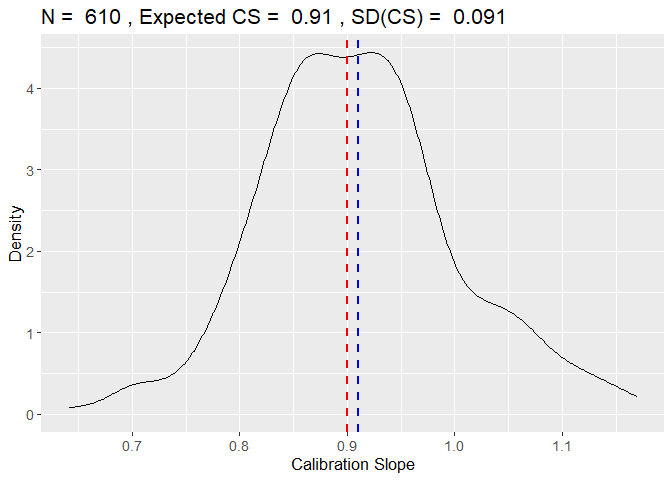 N =  610 , Expected CS =  0.91 , SD(CS) =  0.091
Density
4
3
2
1
0
0.7 0.8 0.9 1.0 1.1
Calibration Slope